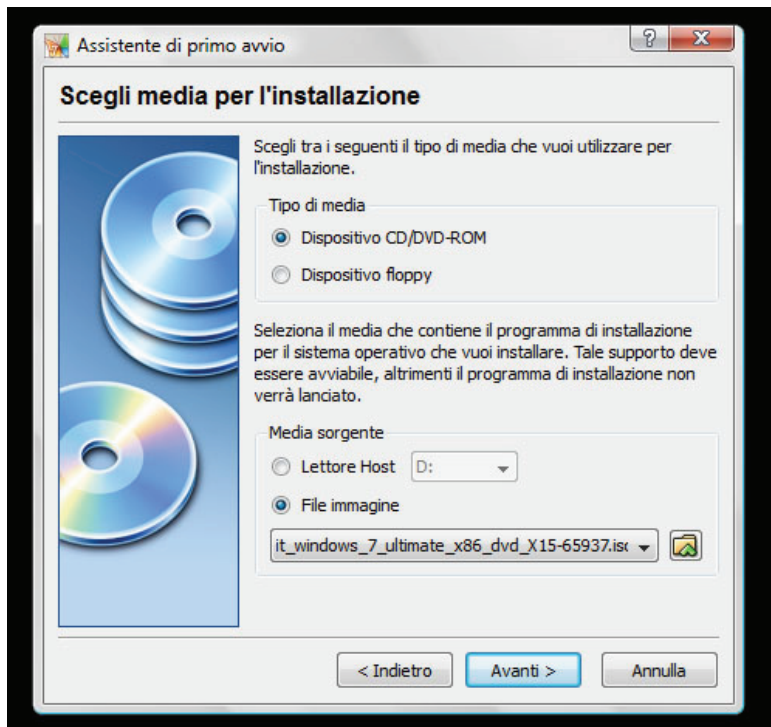 Assistente di primo avvio
Scegli media per l'installazione
Scegli tra i seguenti il tipo di media che vuoi utilizzare per
l'installazione.
Tipo di media
Dispositivo CD/DVD-ROM
Dispositivo floppy
Seleziona il media che contiene il programma di installazione
per il sistema operativo che vuoi installare. Tale supporto deve
essere avviabile, altrimenti il programma di installazione non
verrà lanciato.
Media sorgente
Lettore Host D:
File immagine
it_windows_7_ultimate_x86_dvd_X15-65937.isc
< Indietro Avanti > Annulla